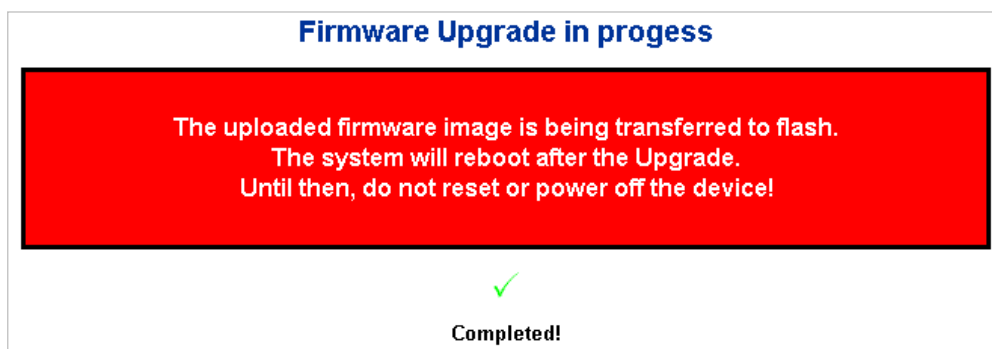 Firmware Upgrade in progess
The uploaded firmware image is being transferred to flash.
The system will reboot after the Upgrade.
Until then, do not reset or power off the device!
Completed!